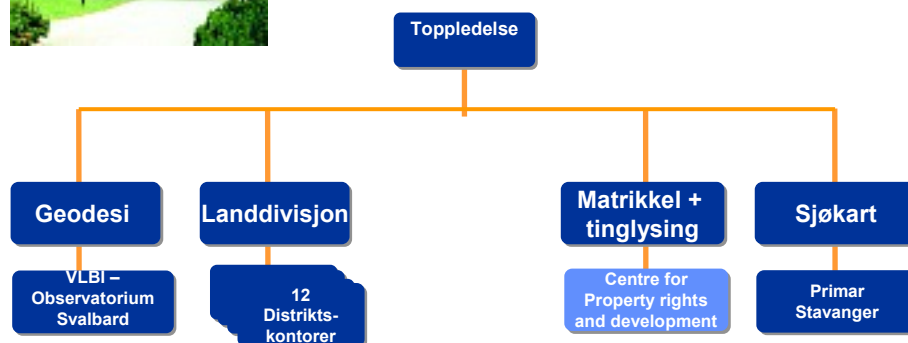 Toppledelse
Geodesi
Landdivisjon
Matrikkel +
tinglysing
Sjøkart
VLBI –
Observatorium
Svalbard
12
Distrikts-
kontorer
Centre for
Property rights
and development
Primar
Stavanger